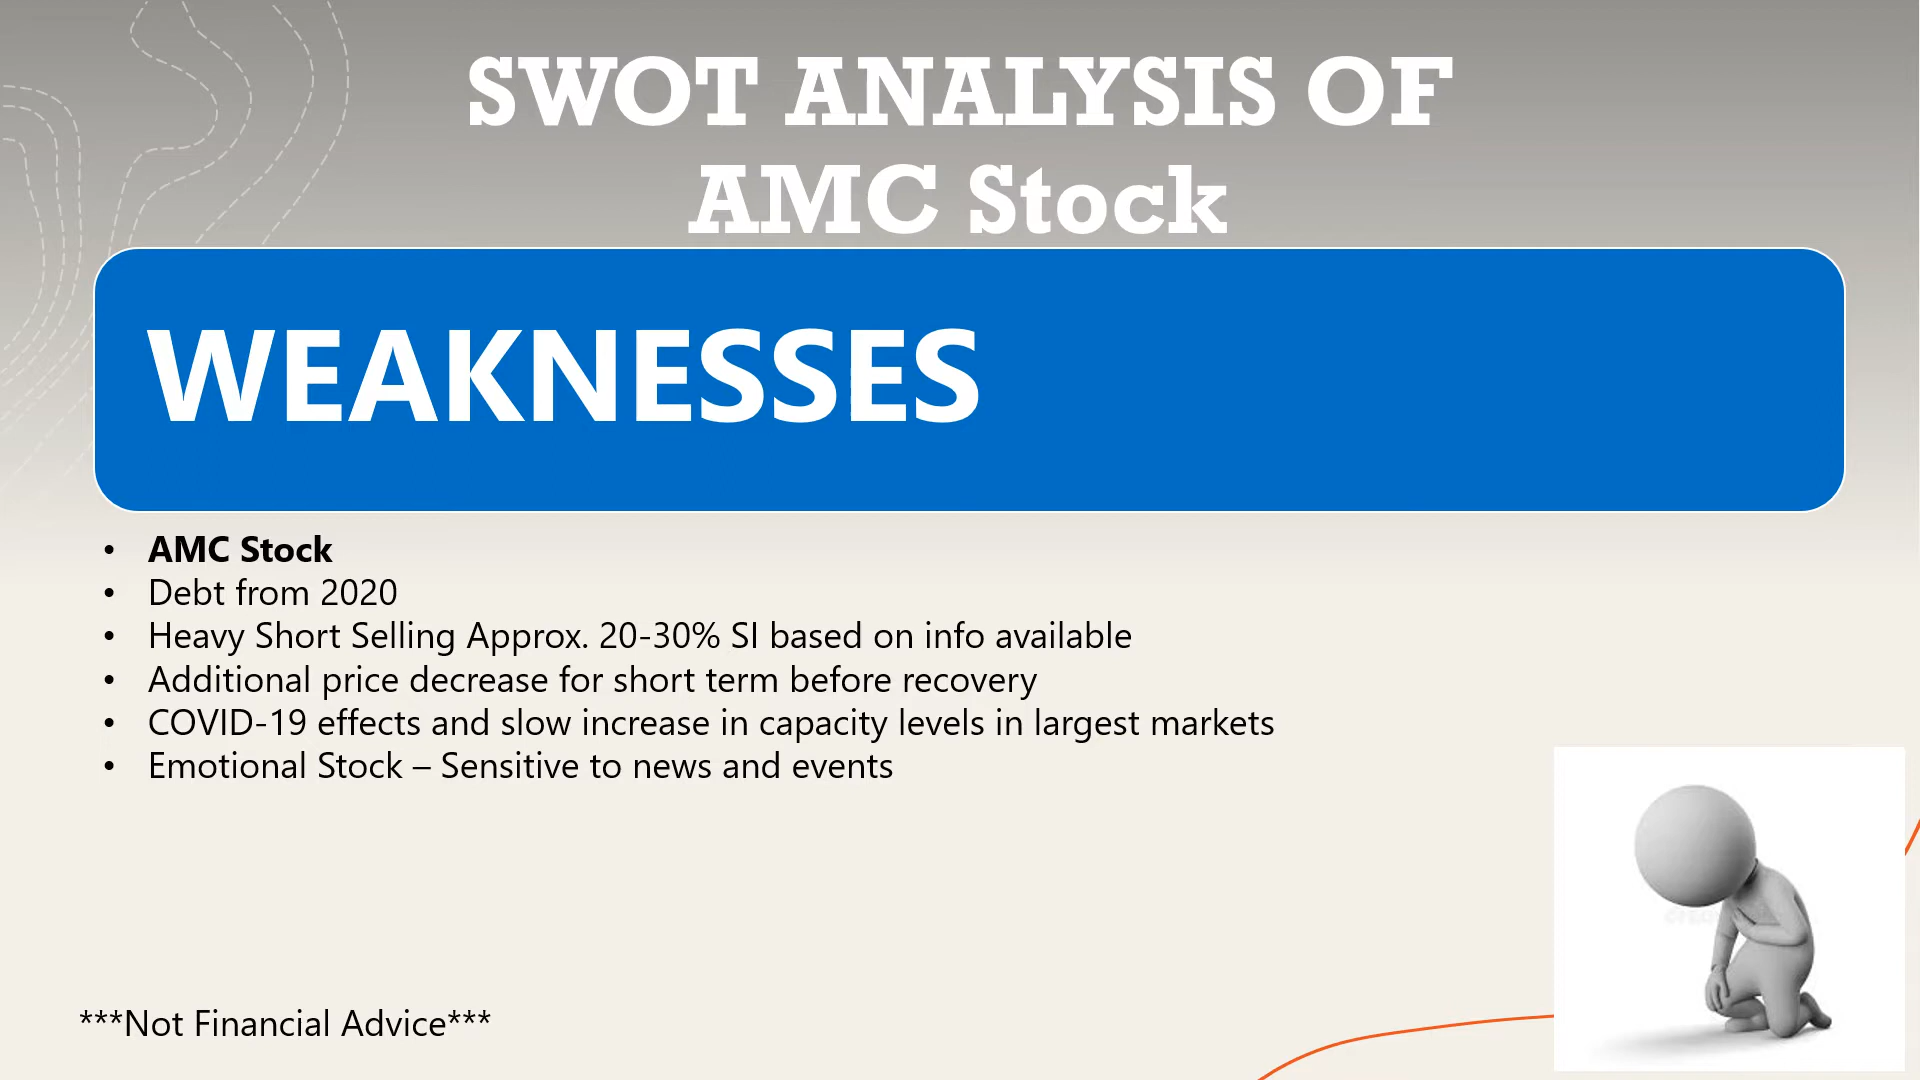 SWOT ANALYSIS OF
AMC Stock
WEAKNESSES
• AMC Stock
• Debt from 2020
• Heavy Short Selling Approx. 20-30% SI based on info available
• Additional price decrease for short term before recovery
• COVID-19 effects and slow increase in capacity levels in largest markets
• Emotional Stock – Sensitive to news and events
***Not Financial Advice***